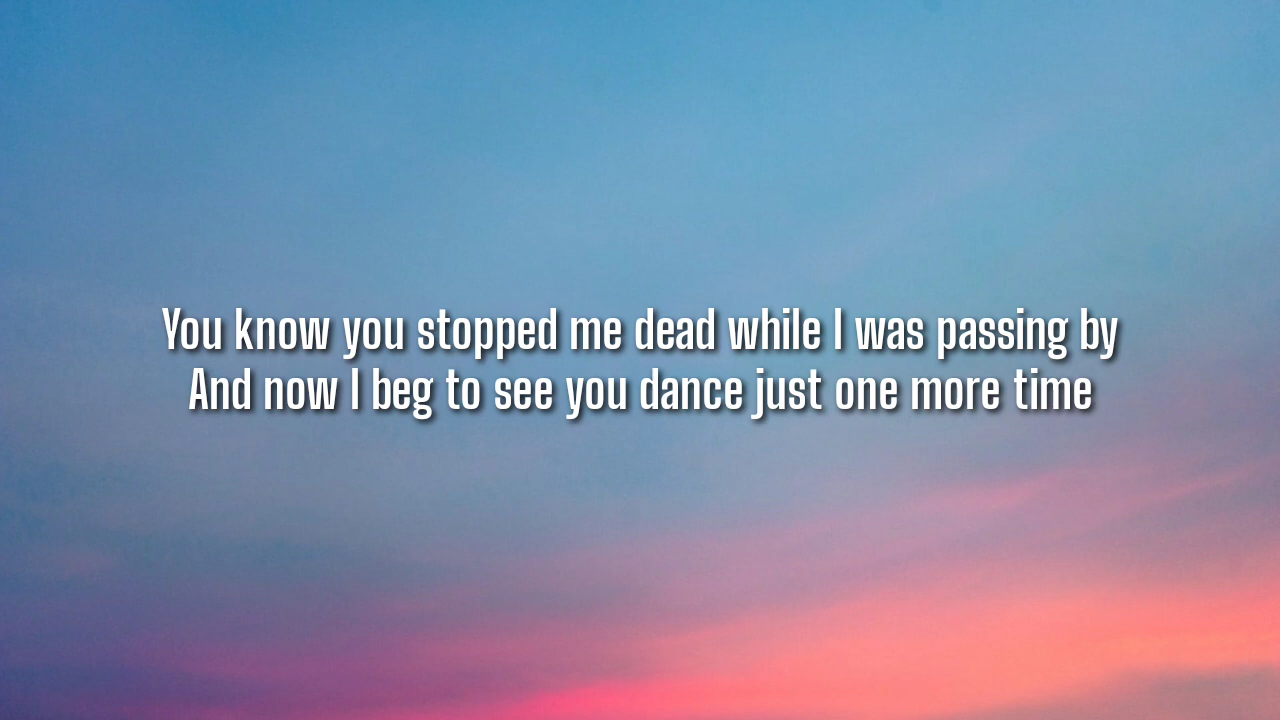 You know you stopped me dead while I was passing by
And now I beg to see you dance just one more time